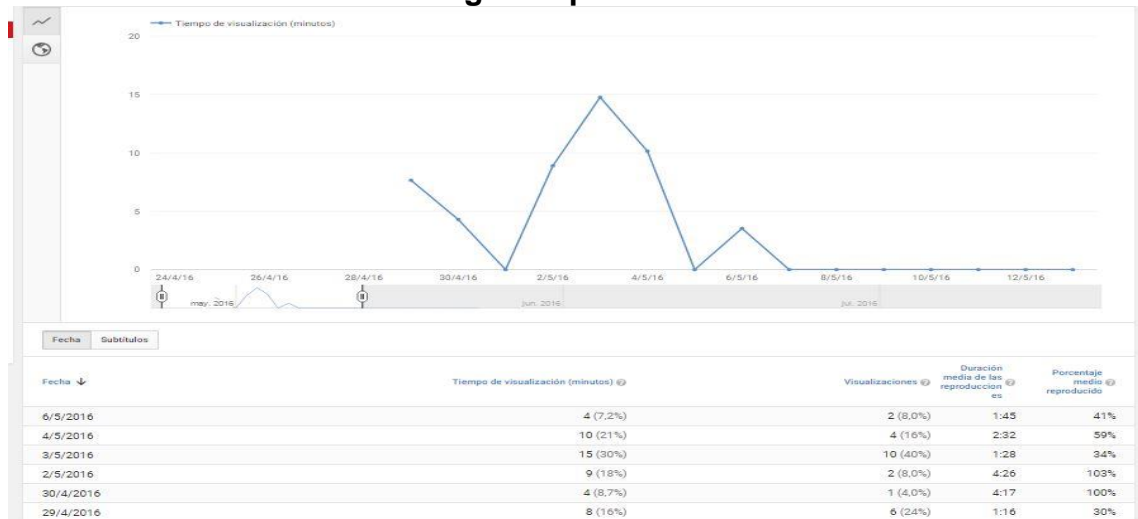 Tiempo de visualización (minutos)
20
15
10
5
0
24/4/16 26/4/16 28/4/16 30/4/16 2/5/16 4/5/16 6/5/16 8/5/16 10/5/16 12/5/16
may. 2016 jun. 2016 jul. 2016
Fecha Subtítulos
Fecha Tiempo de visualización (minutos) Visualizaciones Duración media de las reproducciones Porcentaje medio reproducido
6/5/2016 4 (7,2%) 2 (8,0%) 1:45 41%
4/5/2016 10 (21%) 4 (16%) 2:32 59%
3/5/2016 15 (30%) 10 (40%) 1:28 34%
2/5/2016 9 (18%) 2 (8,0%) 4:26 103%
30/4/2016 4 (8,7%) 1 (4,0%) 4:17 100%
29/4/2016 8 (16%) 6 (24%) 1:16 30%